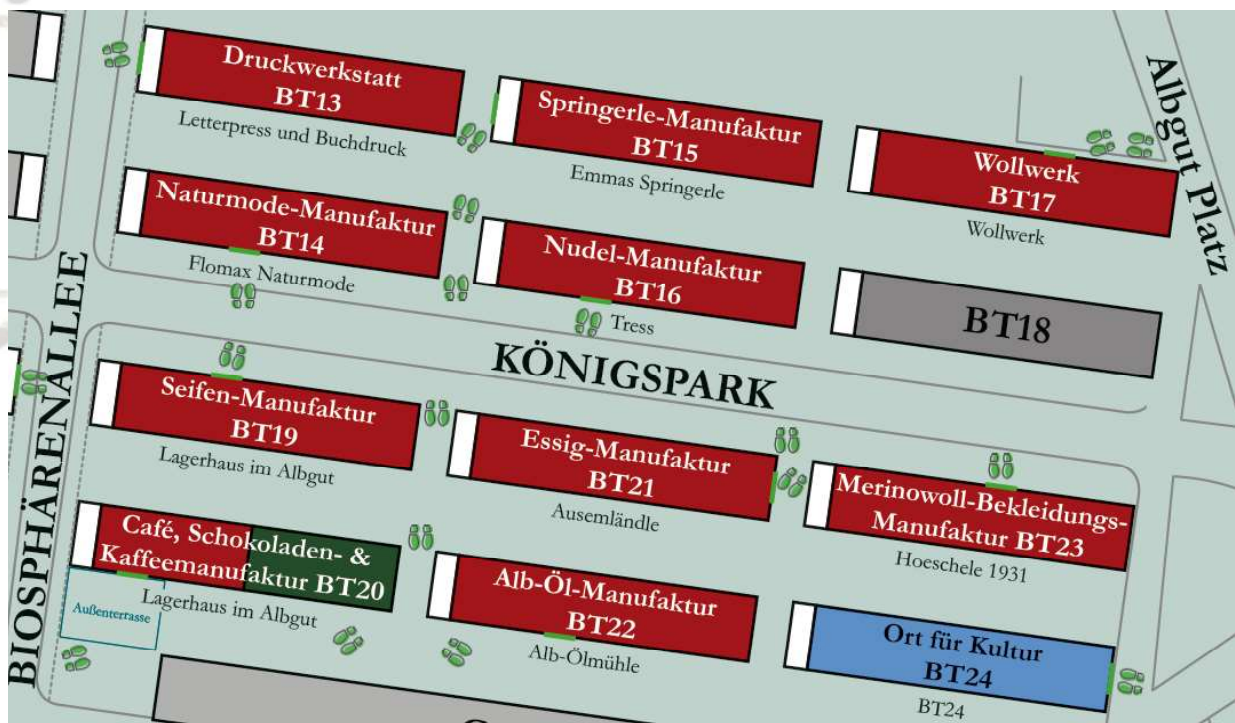 Druckwerkstatt
BT13
Letterpress und Buchdruck
Springerle-Manufaktur
BT15
Emmas Springerle
Wollwerk
BT17
Wollwerk
Albgut Platz
Naturmode-Manufaktur
BT14
Flomax Naturmode
Nudel-Manufaktur
BT16
Tress
BT18
KÖNIGSPARK
BIOSPHÄRENALLEE
Seifen-Manufaktur
BT19
Lagerhaus im Albgut
Essig-Manufaktur
BT21
Ausemländle
Merinowoll-Bekleidungs-
Manufaktur BT23
Hoeschele 1931
Café, Schokoladen- &
Kaffeemanufaktur BT20
Lagerhaus im Albgut
Außenterrasse
Alb-Öl-Manufaktur
BT22
Alb-Ölmühle
Ort für Kultur
BT24
BT24